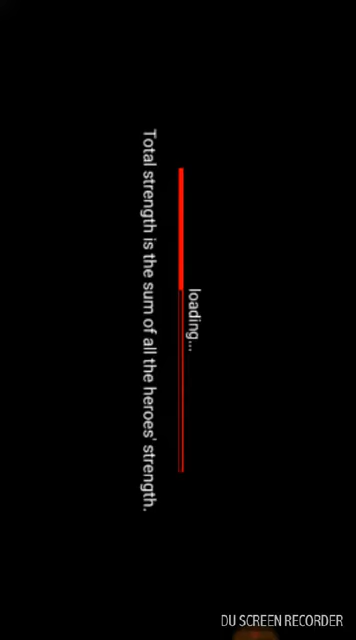 loading...
Total strength is the sum of all the heroes' strength.
DU SCREEN RECORDER